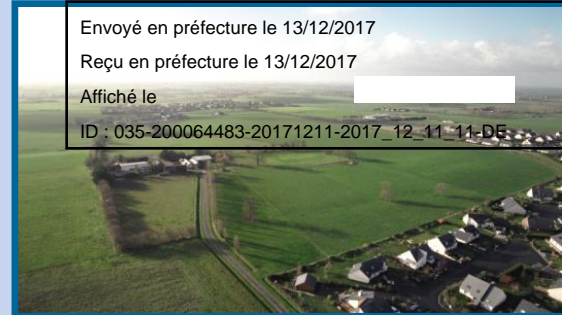 Envoyé en préfecture le 13/12/2017
Reçu en préfecture le 13/12/2017
Affiché le
ID : 035-200064483-20171211-2017_12_11_11-DE